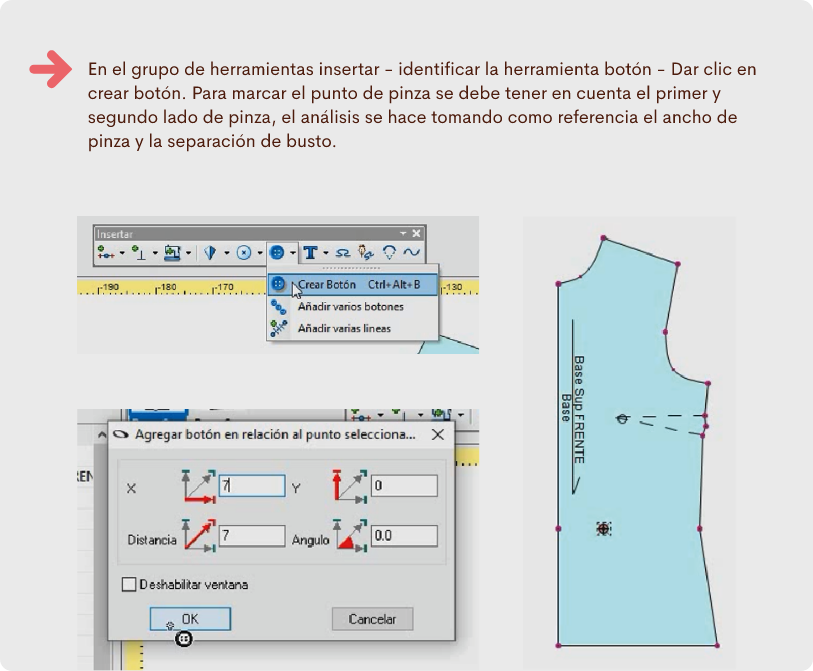 En el grupo de herramientas insertar - identificar la herramienta botón - Dar clic en
crear botón. Para marcar el punto de pinza se debe tener en cuenta el primer y
segundo lado de pinza, el análisis se hace tomando como referencia el ancho de
pinza y la separación de busto.
Insertar
Crear Botón Ctrl+Alt+B
-190 -180 -170 -130
Añadir varios botones
Añadir varias lineas
Base Sup FRENTE
Base
Agregar botón en relación al punto selecciona...
X 7 Y 0
Distancia 7 Angulo 0.0
Deshabilitar ventana
OK Cancelar